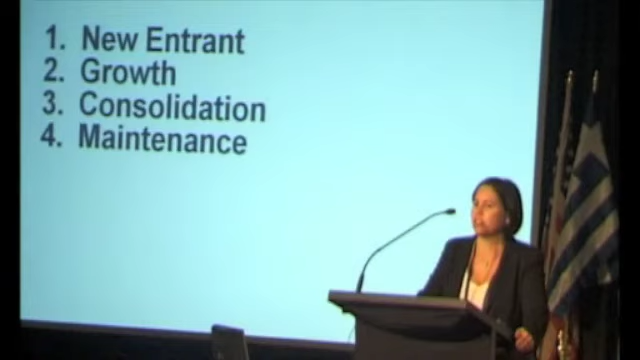 1. New Entrant
2. Growth
3. Consolidation
4. Maintenance